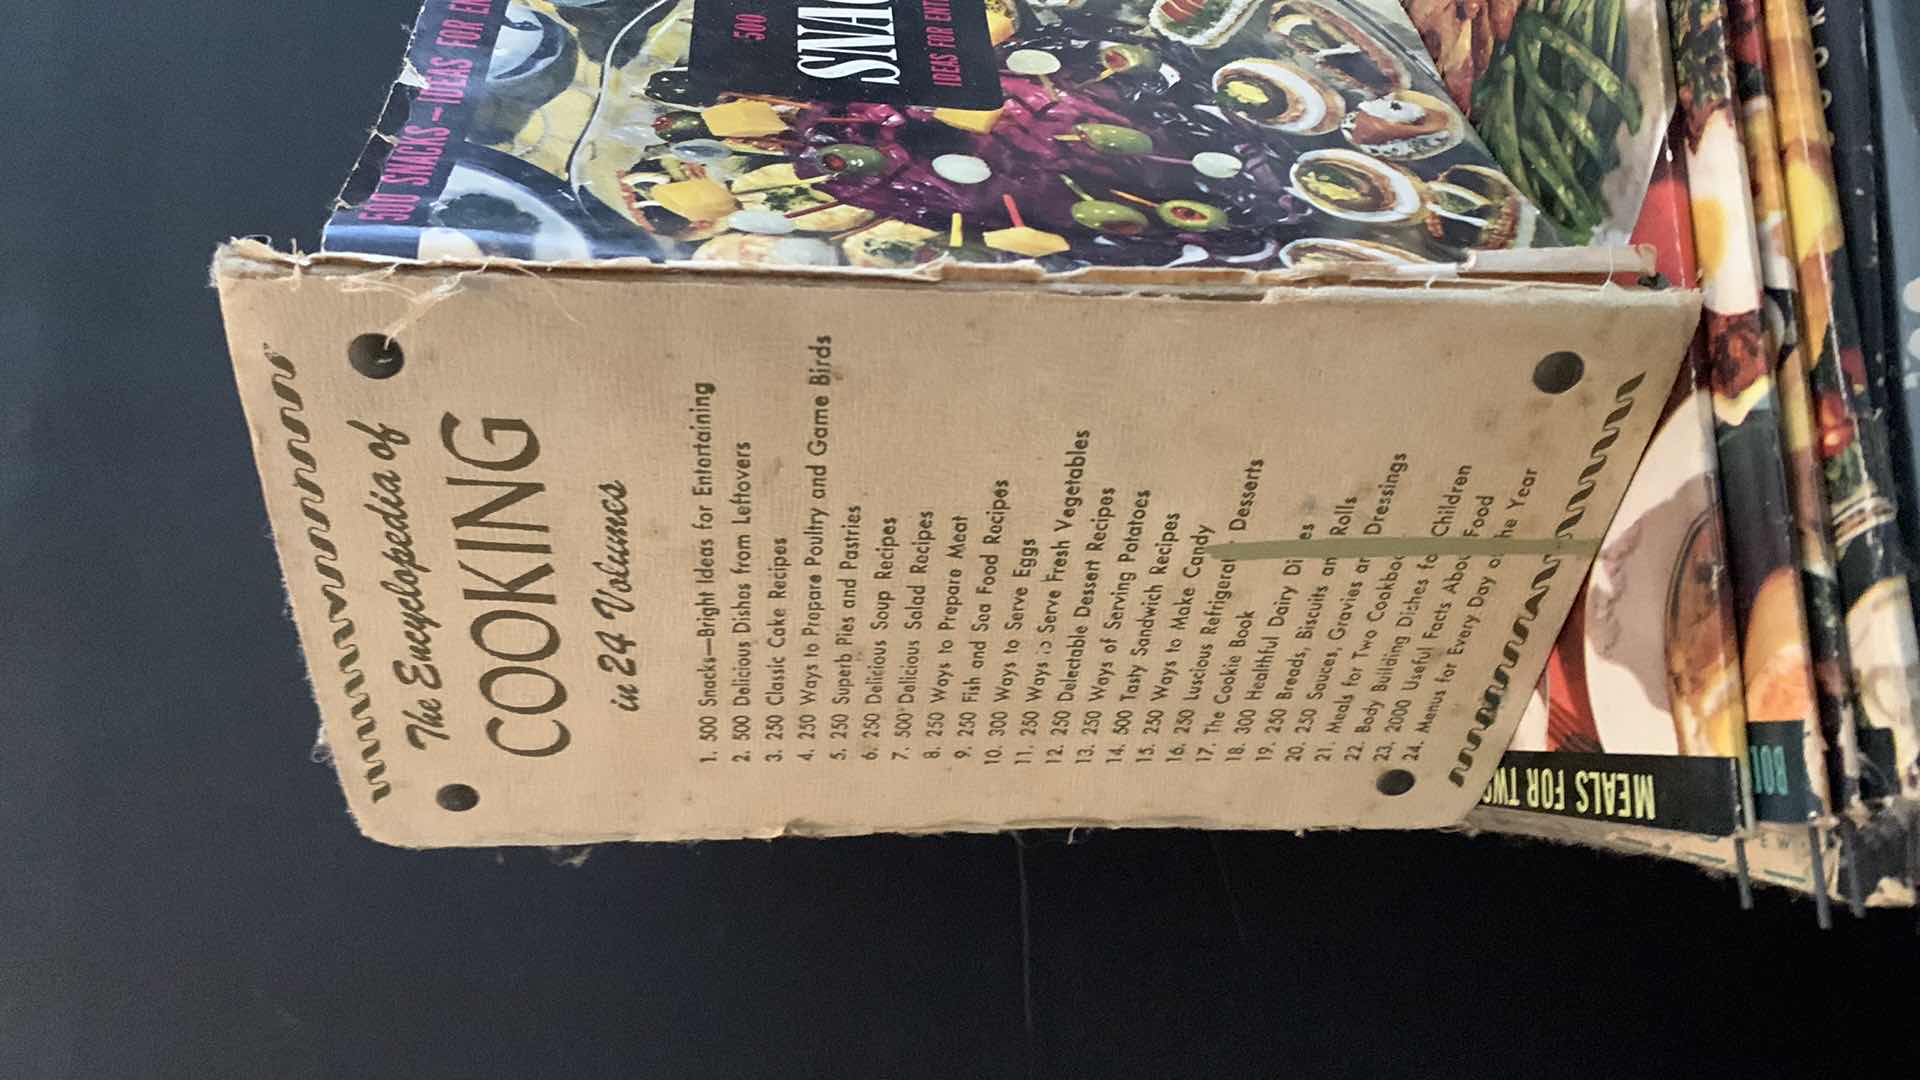 500 SNACKS—IDEAS FOR EN
500
SNAC
IDEAS FOR ENT
The Encyclopedia of
COOKING
in 24 Volumes
1. 500 Snacks—Bright Ideas for Entertaining
2. 500 Delicious Dishes from Leftovers
3. 250 Classic Cake Recipes
4. 250 Ways to Prepare Poultry and Game Birds
5. 250 Superb Pies and Pastries
6. 250 Delicious Soup Recipes
7. 500 Delicious Salad Recipes
8. 250 Ways to Prepare Meat
9. 250 Fish and Sea Food Recipes
10. 300 Ways to Serve Eggs
11. 250 Ways to Serve Fresh Vegetables
12. 250 Delectable Dessert Recipes
13. 250 Ways of Serving Potatoes
14. 500 Tasty Sandwich Recipes
15. 250 Ways to Make Candy
16. 250 Luscious Refrigerat Desserts
17. The Cookie Book
18. 300 Healthful Dairy Di es
19. 250 Breads, Biscuits an Rolls
20. 250 Sauces, Gravies an Dressings
21. Meals for Two Cookboo
22. Body Building Dishes fo Children
23. 2000 Useful Facts Abou Food
24. Menus for Every Day o he Year
MEALS FOR TWO